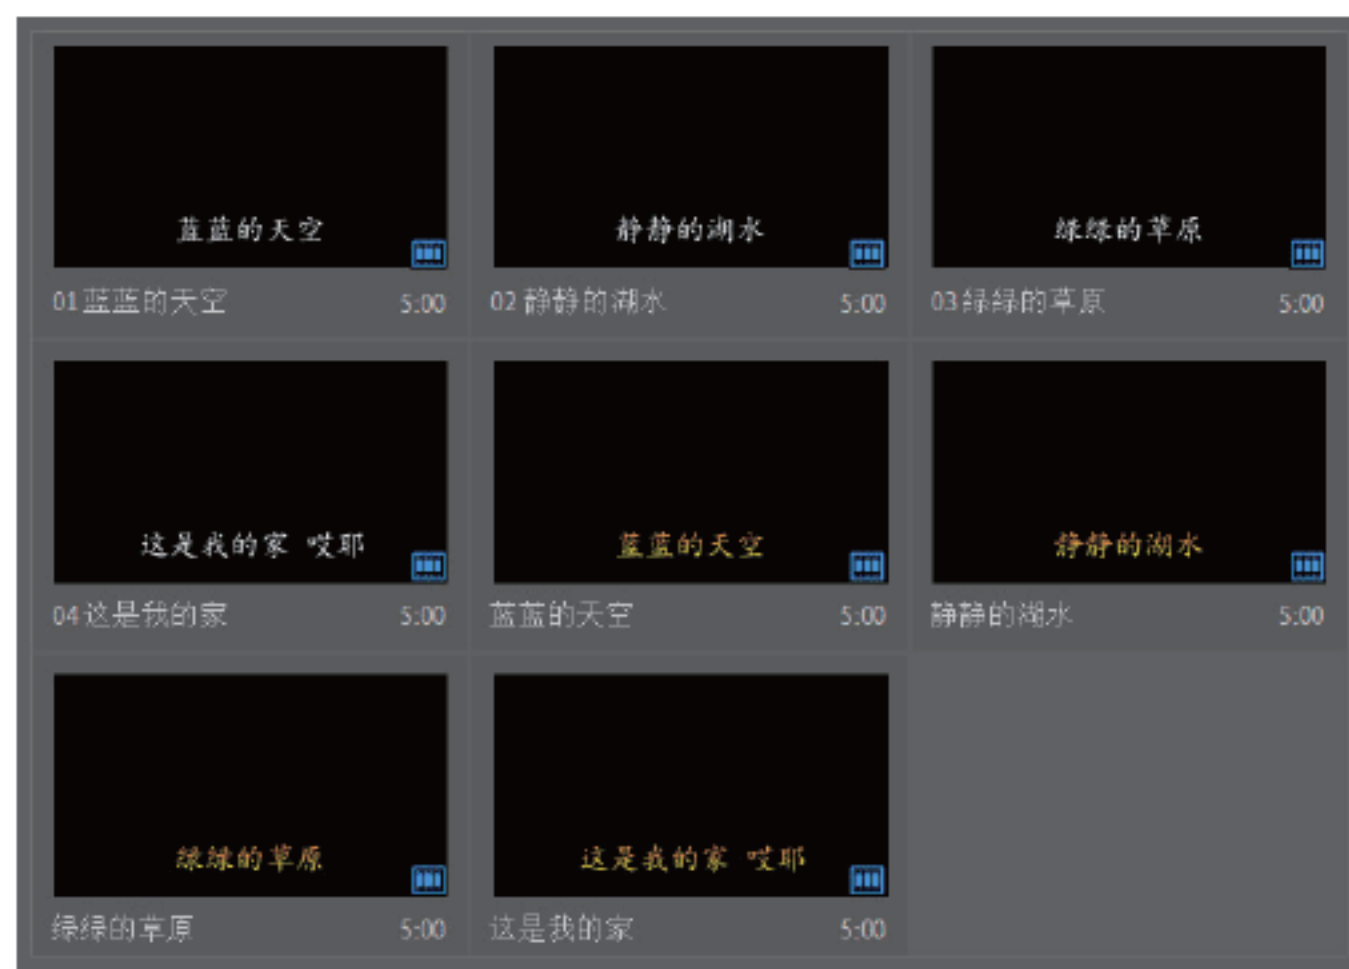 蓝蓝的天空
静静的湖水
绿绿的草原
01蓝蓝的天空 5:00
02静静的湖水 5:00
03绿绿的草原 5:00
这是我的家 哎耶
蓝蓝的天空
静静的湖水
04这是我的家 5:00
蓝蓝的天空 5:00
静静的湖水 5:00
绿绿的草原
这是我的家 哎耶
绿绿的草原 5:00
这是我的家 5:00